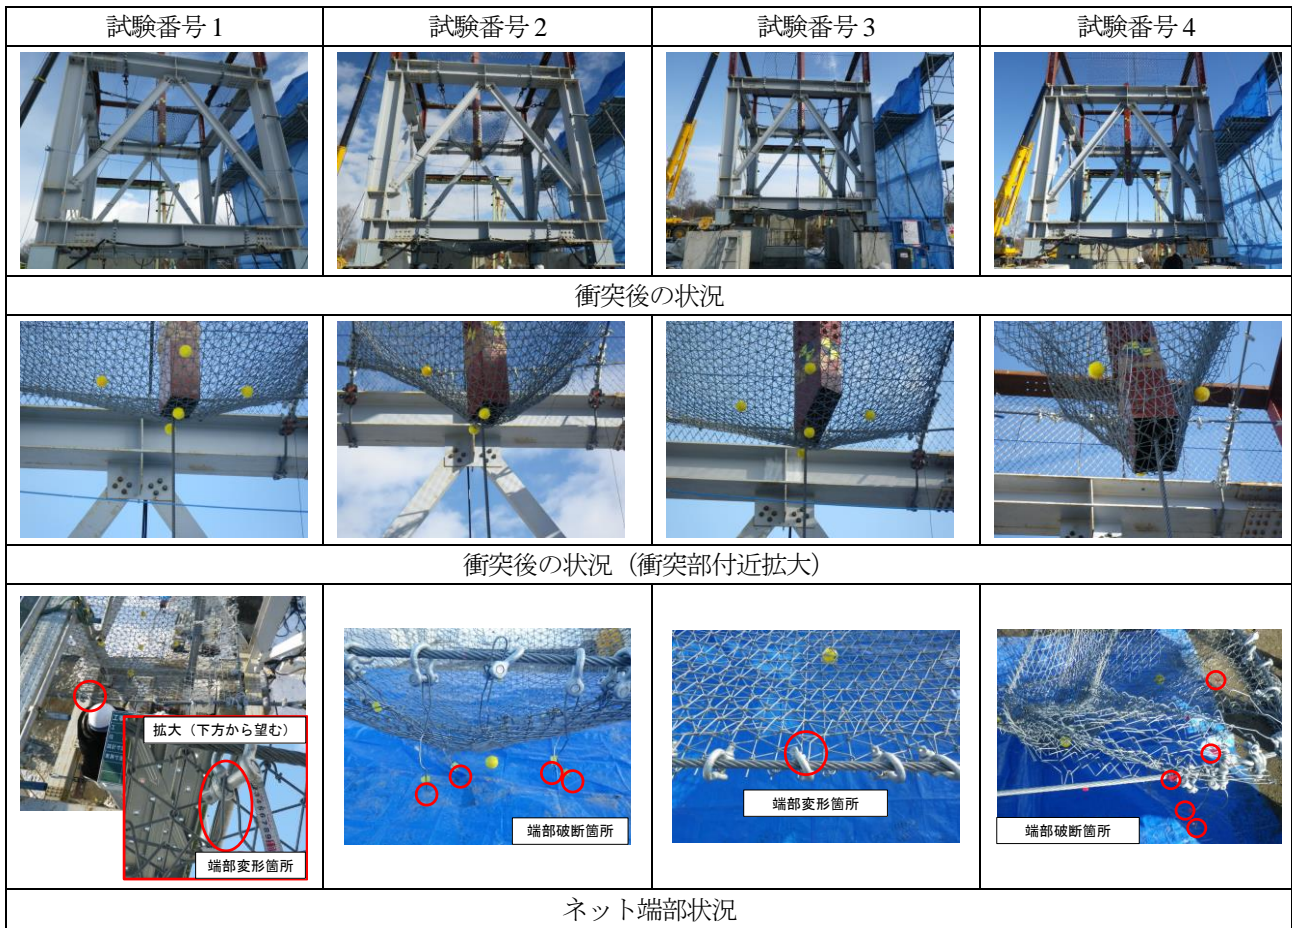 試験番号1
試験番号2
試験番号3
試験番号4
衝突後の状況
衝突後の状況（衝突部付近拡大）
拡大（下方から望む）
端部変形箇所
端部破断箇所
端部変形箇所
端部破断箇所
ネット端部状況